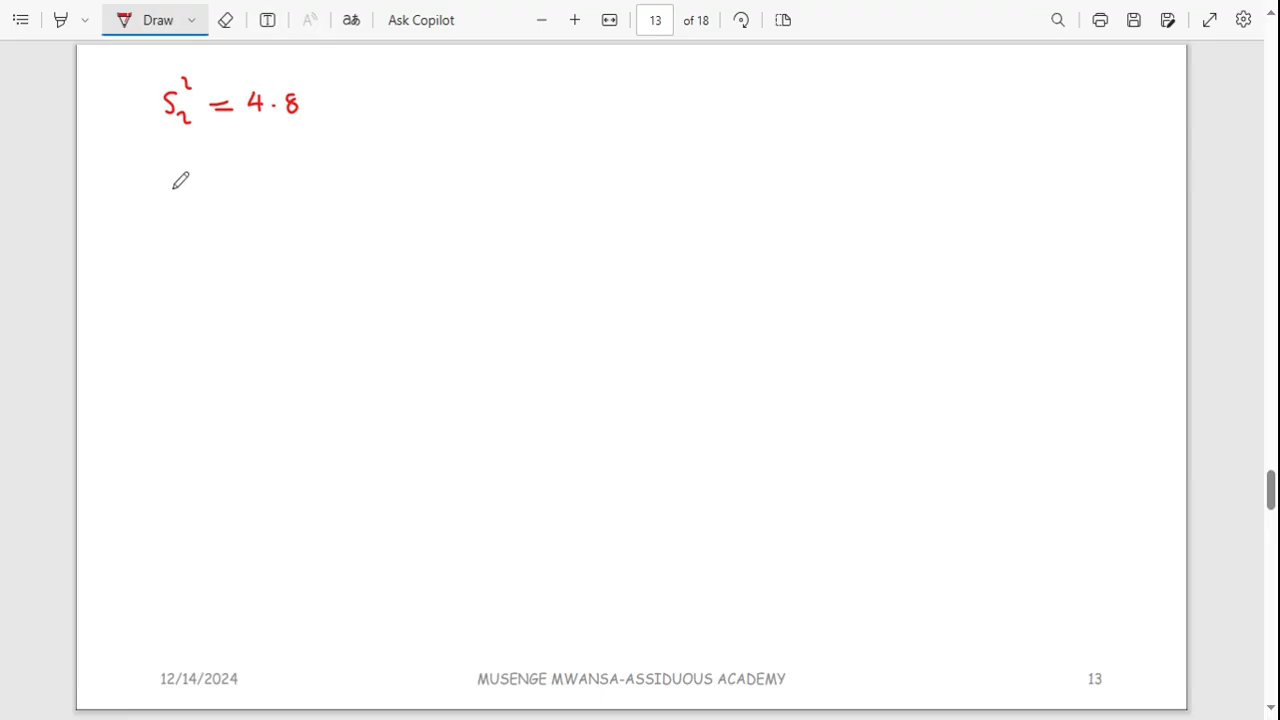 Draw
Ask Copilot
13 of 18
S₂² = 4.8
12/14/2024 MUSENGE MWANSA-ASSIDUOUS ACADEMY 13